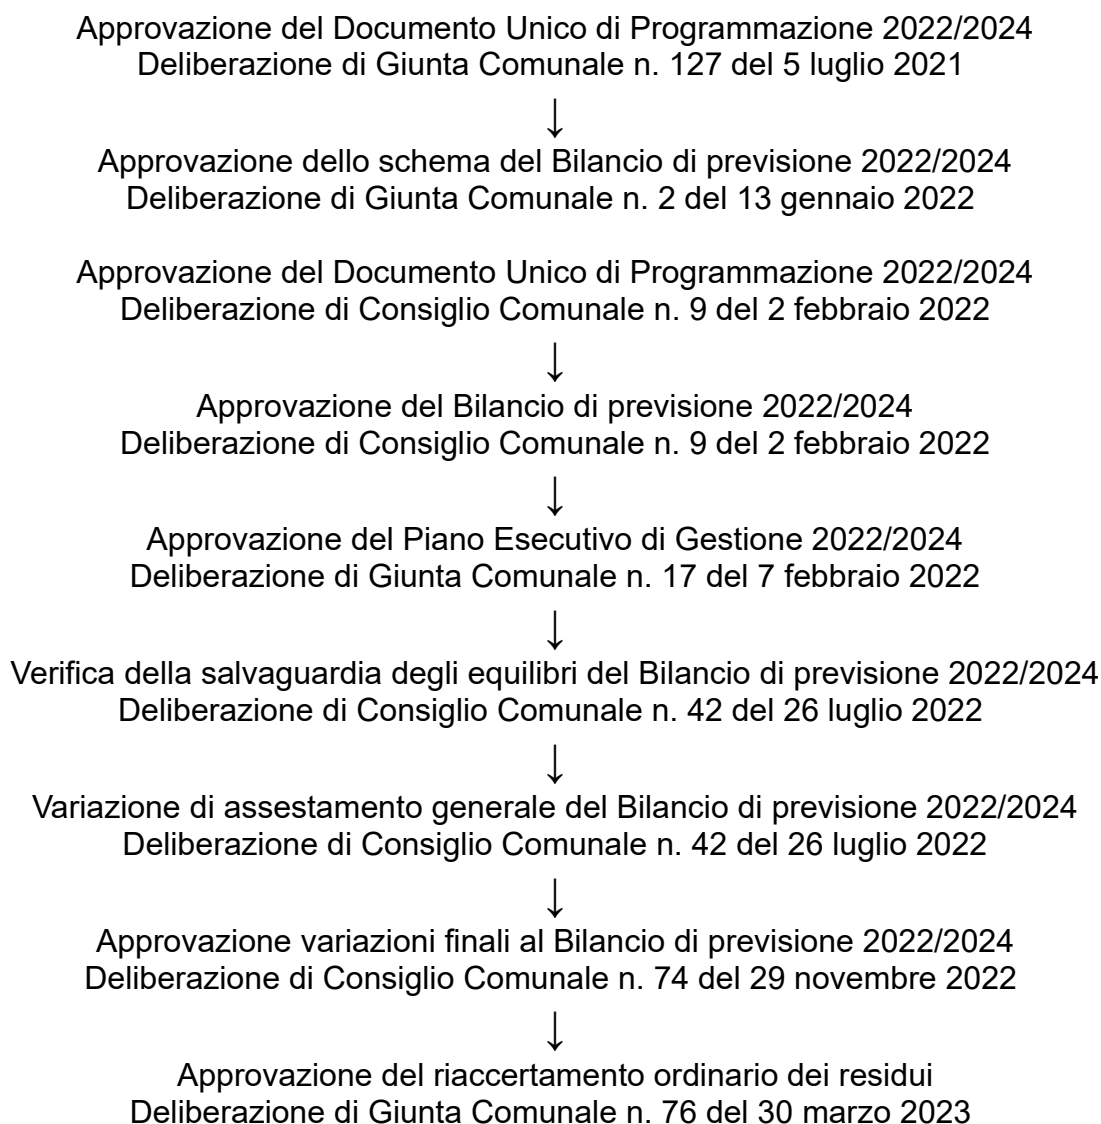 Approvazione del Documento Unico di Programmazione 2022/2024
Deliberazione di Giunta Comunale n. 127 del 5 luglio 2021
↓
Approvazione dello schema del Bilancio di previsione 2022/2024
Deliberazione di Giunta Comunale n. 2 del 13 gennaio 2022
Approvazione del Documento Unico di Programmazione 2022/2024
Deliberazione di Consiglio Comunale n. 9 del 2 febbraio 2022
↓
Approvazione del Bilancio di previsione 2022/2024
Deliberazione di Consiglio Comunale n. 9 del 2 febbraio 2022
↓
Approvazione del Piano Esecutivo di Gestione 2022/2024
Deliberazione di Giunta Comunale n. 17 del 7 febbraio 2022
↓
Verifica della salvaguardia degli equilibri del Bilancio di previsione 2022/2024
Deliberazione di Consiglio Comunale n. 42 del 26 luglio 2022
↓
Variazione di assestamento generale del Bilancio di previsione 2022/2024
Deliberazione di Consiglio Comunale n. 42 del 26 luglio 2022
↓
Approvazione variazioni finali al Bilancio di previsione 2022/2024
Deliberazione di Consiglio Comunale n. 74 del 29 novembre 2022
↓
Approvazione del riaccertamento ordinario dei residui
Deliberazione di Giunta Comunale n. 76 del 30 marzo 2023